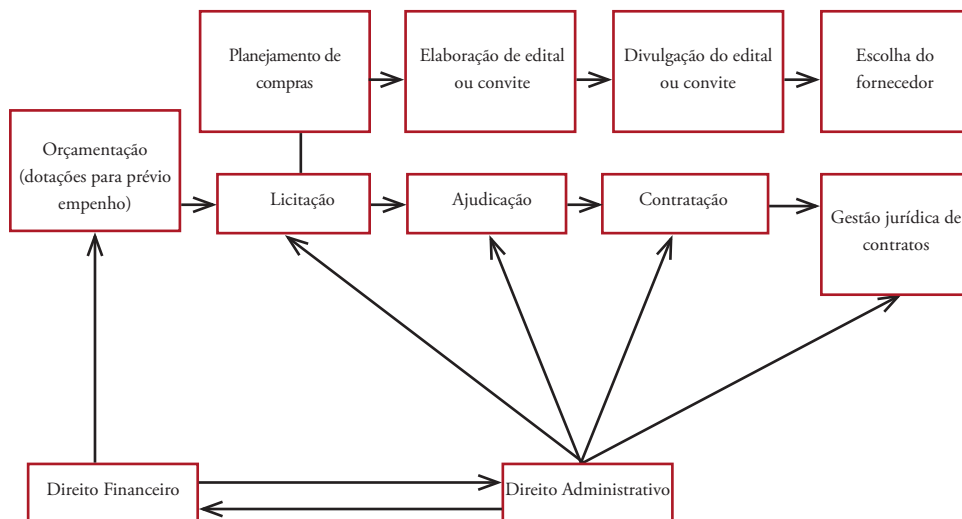 Planejamento de
compras
Elaboração de edital
ou convite
Divulgação do edital
ou convite
Escolha do
fornecedor
Orçamentação
(dotações para prévio
empenho)
Licitação
Ajudicação
Contratação
Gestão jurídica de
contratos
Direito Financeiro
Direito Administrativo